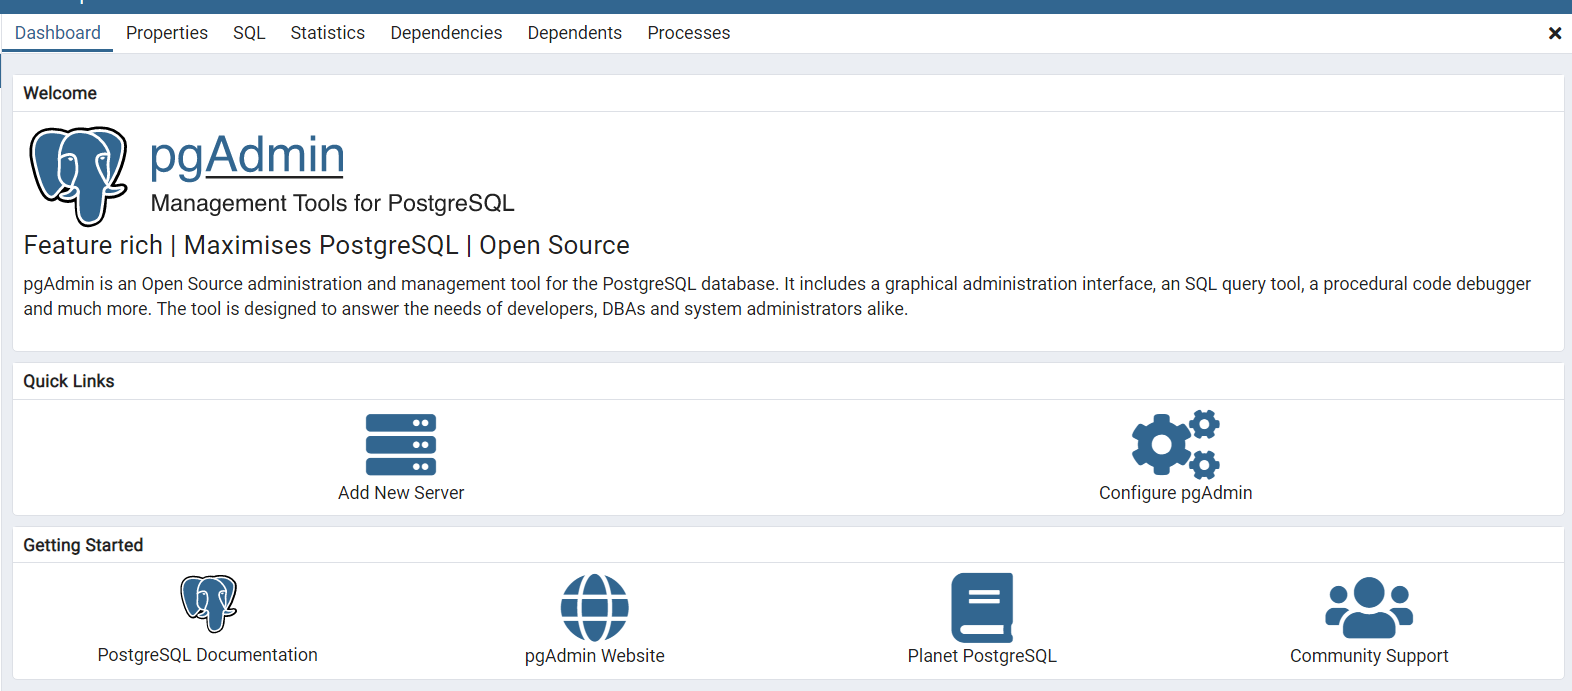 Dashboard Properties SQL Statistics Dependencies Dependents Processes
Welcome
pgAdmin
Management Tools for PostgreSQL
Feature rich | Maximises PostgreSQL | Open Source
pgAdmin is an Open Source administration and management tool for the PostgreSQL database. It includes a graphical administration interface, an SQL query tool, a procedural code debugger
and much more. The tool is designed to answer the needs of developers, DBAs and system administrators alike.
Quick Links
Add New Server Configure pgAdmin
Getting Started
PostgreSQL Documentation pgAdmin Website Planet PostgreSQL Community Support